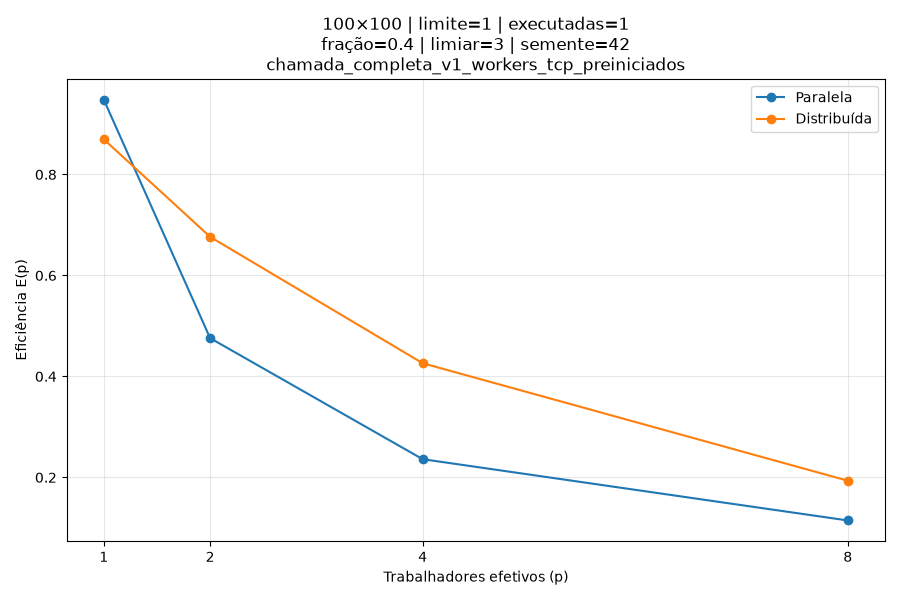 100×100 | limite=1 | executadas=1
fração=0.4 | limiar=3 | semente=42
chamada_completa_v1_workers_tcp_preiniciados
Paralela
Distribuída
Eficiência E(p)
0.8
0.6
0.4
0.2
1 2 4 8
Trabalhadores efetivos (p)